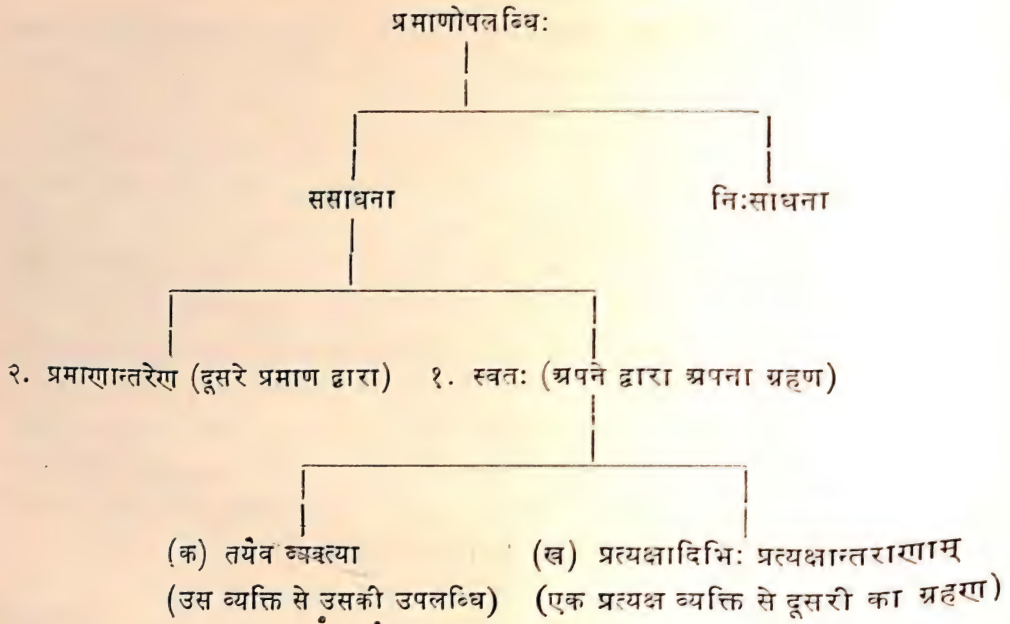 प्रमाणोपलब्धिः
ससाधना निःसाधना
२. प्रमाणान्तरेण (दूसरे प्रमाण द्वारा) १. स्वतः (अपने द्वारा अपना ग्रहण)
(क) तयैव व्यक्त्या (ख) प्रत्यक्षादिभिः प्रत्यक्षान्तराणाम्
(उस व्यक्ति से उसकी उपलब्धि) (एक प्रत्यक्ष व्यक्ति से दूसरी का ग्रहण)